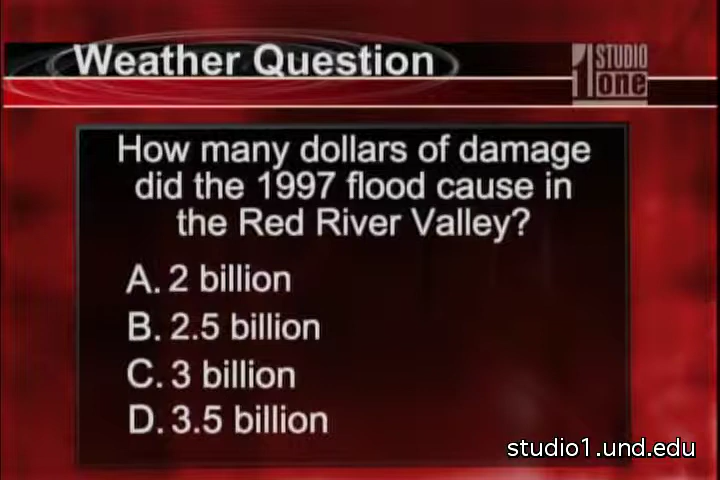 Weather Question
1 STUDIO
one
How many dollars of damage
did the 1997 flood cause in
the Red River Valley?
A. 2 billion
B. 2.5 billion
C. 3 billion
D. 3.5 billion
studio1.und.edu